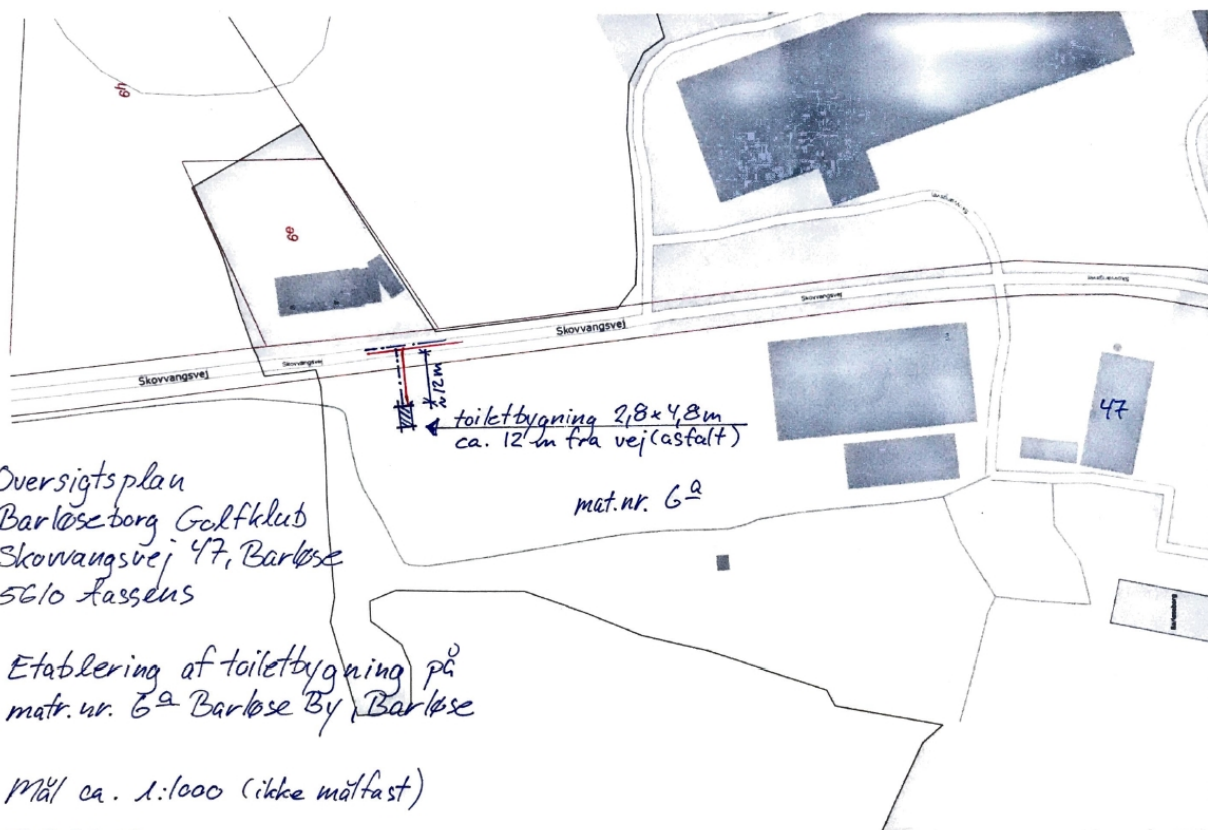 6h
6e
Skovvangsvej
Skovvangsvej
Skovvangsvej
Skovvangsvej
Skovvangsvej
~12m
toiletbygning 2,8 x 4,8m
ca. 12 m fra vej (asfalt)
47
mat.nr. 6a
Oversigtsplan
Barløseborg Golfklub
Skovvangsvej 47, Barløse
5610 Assens
Etablering af toiletbygning på
matr.nr. 6a Barløse By, Barløse
Mål ca. 1:1000 (ikke målfast)